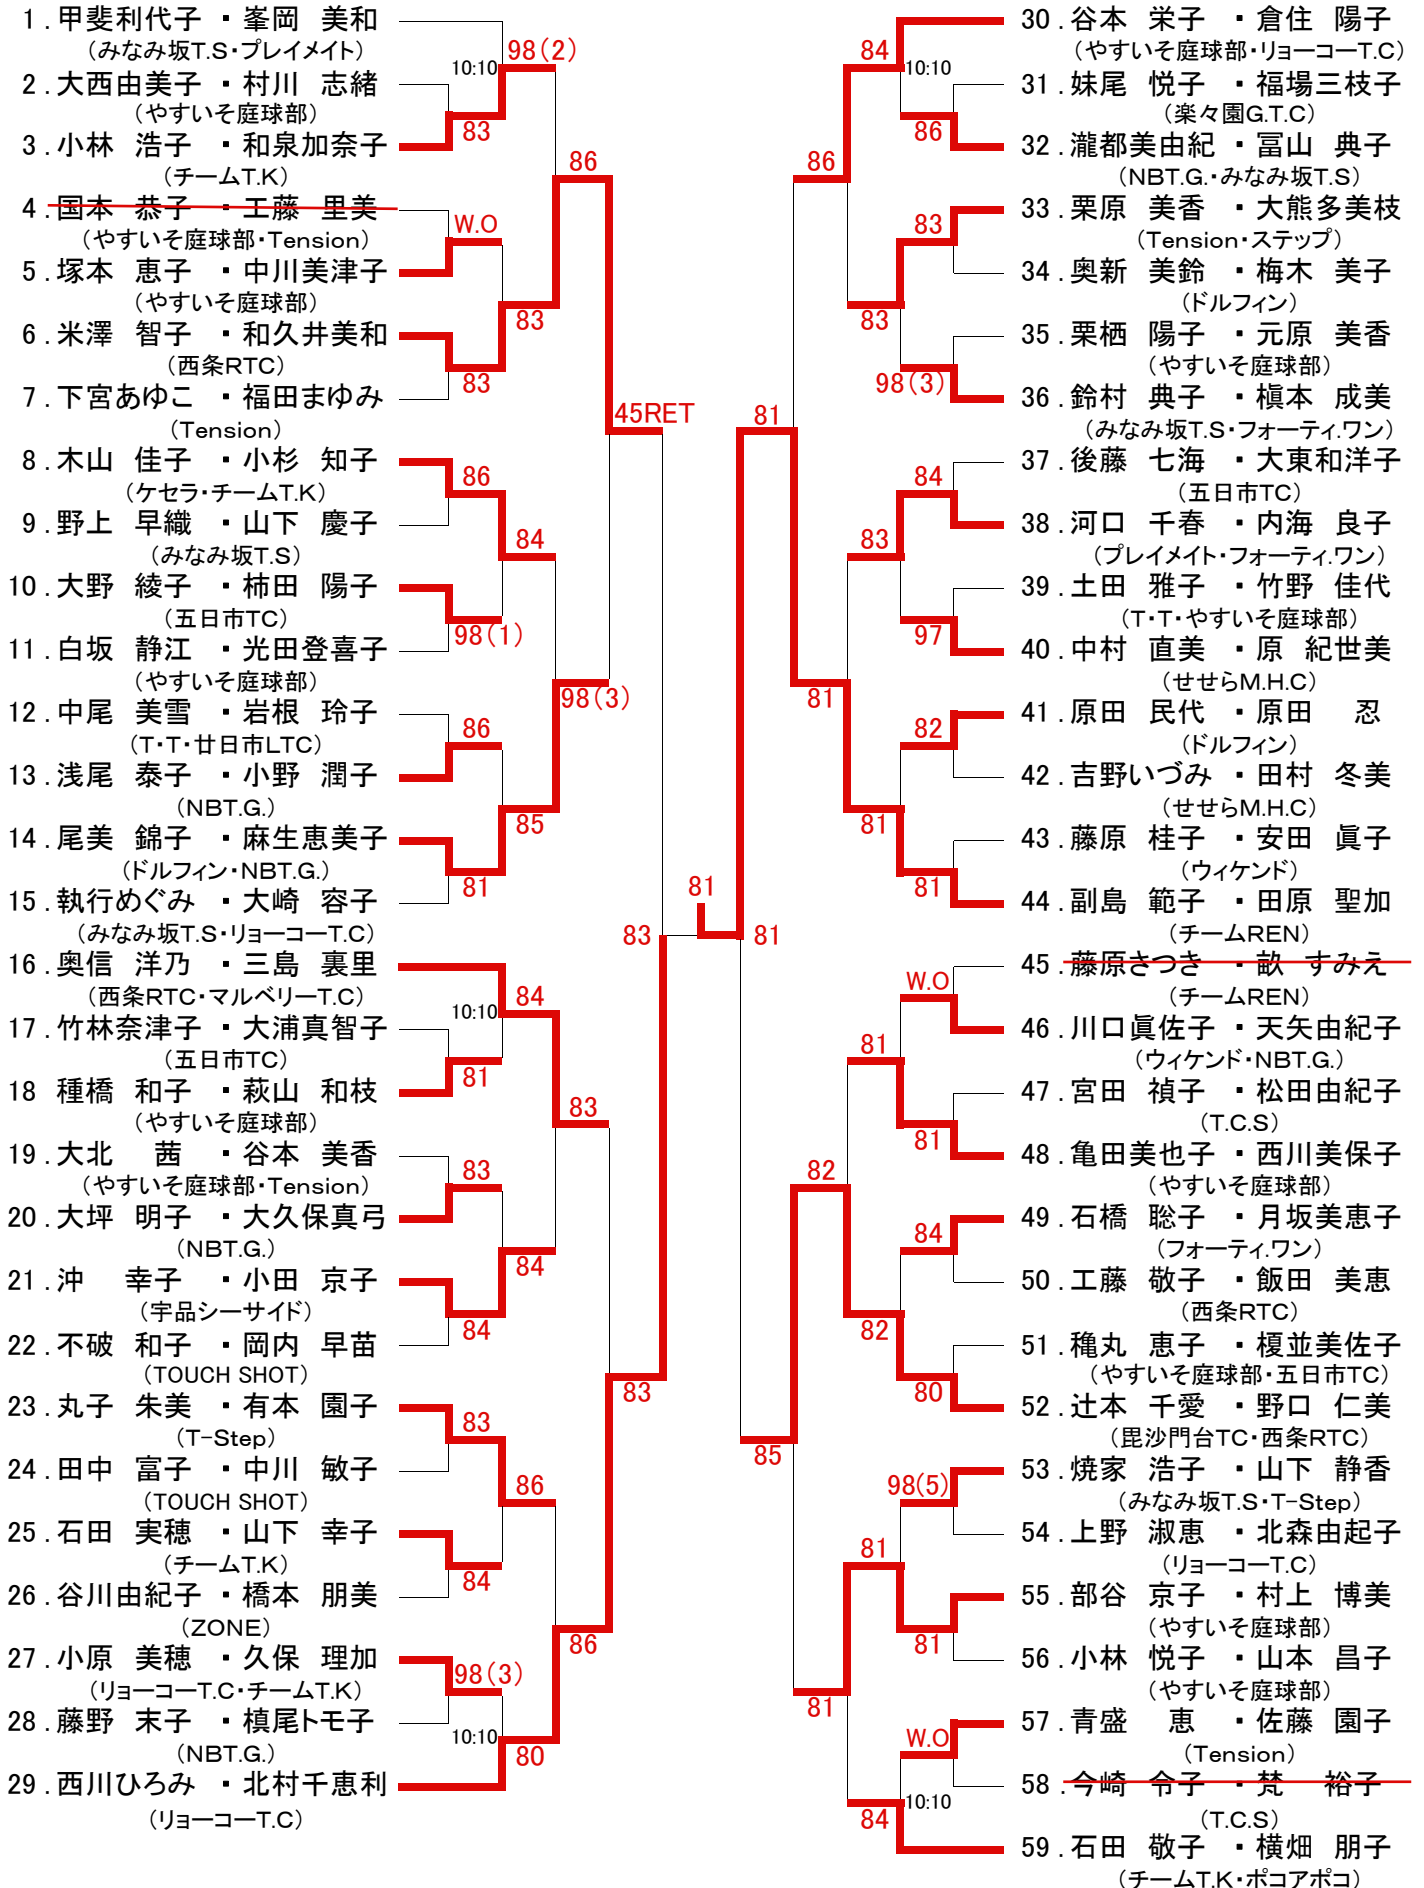 1.甲斐利代子 ・峯岡 美和
(みなみ坂T.S・プレイメイト)
10:10
98(2)
2.大西由美子 ・村川 志緒
(やすいそ庭球部)
83
3.小林 浩子 ・和泉加奈子
(チームT.K)
86
4.国本 恭子 ・工藤 里美
(やすいそ庭球部・Tension)
W.O
5.塚本 恵子 ・中川美津子
(やすいそ庭球部)
83
6.米澤 智子 ・和久井美和
(西条RTC)
83
7.下宮あゆこ ・福田まゆみ
(Tension)
45RET
8.木山 佳子 ・小杉 知子
(ケセラ・チームT.K)
86
9.野上 早織 ・山下 慶子
(みなみ坂T.S)
84
10.大野 綾子 ・柿田 陽子
(五日市TC)
98(1)
11.白坂 静江 ・光田登喜子
(やすいそ庭球部)
98(3)
12.中尾 美雪 ・岩根 玲子
(T・T・廿日市LTC)
86
13.浅尾 泰子 ・小野 潤子
(NBT.G.)
85
14.尾美 錦子 ・麻生恵美子
(ドルフィン・NBT.G.)
81
15.執行めぐみ ・大崎 容子
(みなみ坂T.S・リョーコーT.C)
83
16.奥信 洋乃 ・三島 裏里
(西条RTC・マルベリーT.C)
84
10:10
17.竹林奈津子 ・大浦真智子
(五日市TC)
81
18 種橋 和子 ・萩山 和枝
(やすいそ庭球部)
83
19.大北 茜 ・谷本 美香
(やすいそ庭球部・Tension)
83
20.大坪 明子 ・大久保真弓
(NBT.G.)
84
21.沖 幸子 ・小田 京子
(宇品シーサイド)
84
22.不破 和子 ・岡内 早苗
(TOUCH SHOT)
83
23.丸子 朱美 ・有本 園子
(T-Step)
83
24.田中 富子 ・中川 敏子
(TOUCH SHOT)
86
25.石田 実穂 ・山下 幸子
(チームT.K)
84
26.谷川由紀子 ・橋本 朋美
(ZONE)
86
27.小原 美穂 ・久保 理加
(リョーコーT.C・チームT.K)
98(3)
28.藤野 末子 ・槙尾トモ子
(NBT.G.)
10:10
80
29.西川ひろみ ・北村千恵利
(リョーコーT.C)
81
81
30.谷本 栄子 ・倉住 陽子
(やすいそ庭球部・リョーコーT.C)
84
10:10
31.妹尾 悦子 ・福場三枝子
(楽々園G.T.C)
86
32.瀧都美由紀 ・冨山 典子
(NBT.G.・みなみ坂T.S)
86
33.栗原 美香 ・大熊多美枝
(Tension・ステップ)
83
34.奥新 美鈴 ・梅木 美子
(ドルフィン)
83
35.栗栖 陽子 ・元原 美香
(やすいそ庭球部)
98(3)
36.鈴村 典子 ・槇本 成美
(みなみ坂T.S・フォーティ.ワン)
81
37.後藤 七海 ・大東和洋子
(五日市TC)
84
38.河口 千春 ・内海 良子
(プレイメイト・フォーティ.ワン)
83
39.土田 雅子 ・竹野 佳代
(T・T・やすいそ庭球部)
97
40.中村 直美 ・原 紀世美
(せせらM.H.C)
81
41.原田 民代 ・原田 忍
(ドルフィン)
82
42.吉野いづみ ・田村 冬美
(せせらM.H.C)
81
43.藤原 桂子 ・安田 眞子
(ウィケンド)
81
44.副島 範子 ・田原 聖加
(チームREN)
45.藤原さつき ・畝 すみえ
(チームREN)
W.O
46.川口眞佐子 ・天矢由紀子
(ウィケンド・NBT.G.)
81
47.宮田 禎子 ・松田由紀子
(T.C.S)
81
48.亀田美也子 ・西川美保子
(やすいそ庭球部)
82
49.石橋 聡子 ・月坂美恵子
(フォーティ.ワン)
84
50.工藤 敬子 ・飯田 美恵
(西条RTC)
82
51.穐丸 恵子 ・榎並美佐子
(やすいそ庭球部・五日市TC)
80
52.辻本 千愛 ・野口 仁美
(毘沙門台TC・西条RTC)
85
53.焼家 浩子 ・山下 静香
(みなみ坂T.S・T-Step)
98(5)
54.上野 淑恵 ・北森由起子
(リョーコーT.C)
81
55.部谷 京子 ・村上 博美
(やすいそ庭球部)
81
56.小林 悦子 ・山本 昌子
(やすいそ庭球部)
81
57.青盛 恵 ・佐藤 園子
(Tension)
W.O
58.今崎 令子 ・梵 裕子
(T.C.S)
10:10
84
59.石田 敬子 ・横畑 朋子
(チームT.K・ポコアポコ)